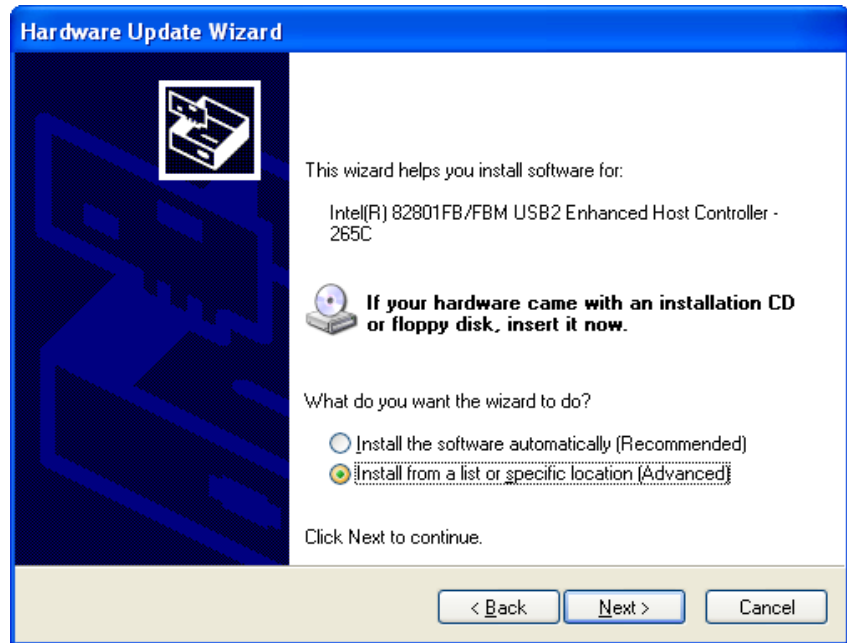 Hardware Update Wizard
This wizard helps you install software for:
Intel(R) 82801FB/FBM USB2 Enhanced Host Controller -
265C
If your hardware came with an installation CD
or floppy disk, insert it now.
What do you want the wizard to do?
Install the software automatically (Recommended)
Install from a list or specific location (Advanced)
Click Next to continue.
< Back
Next >
Cancel